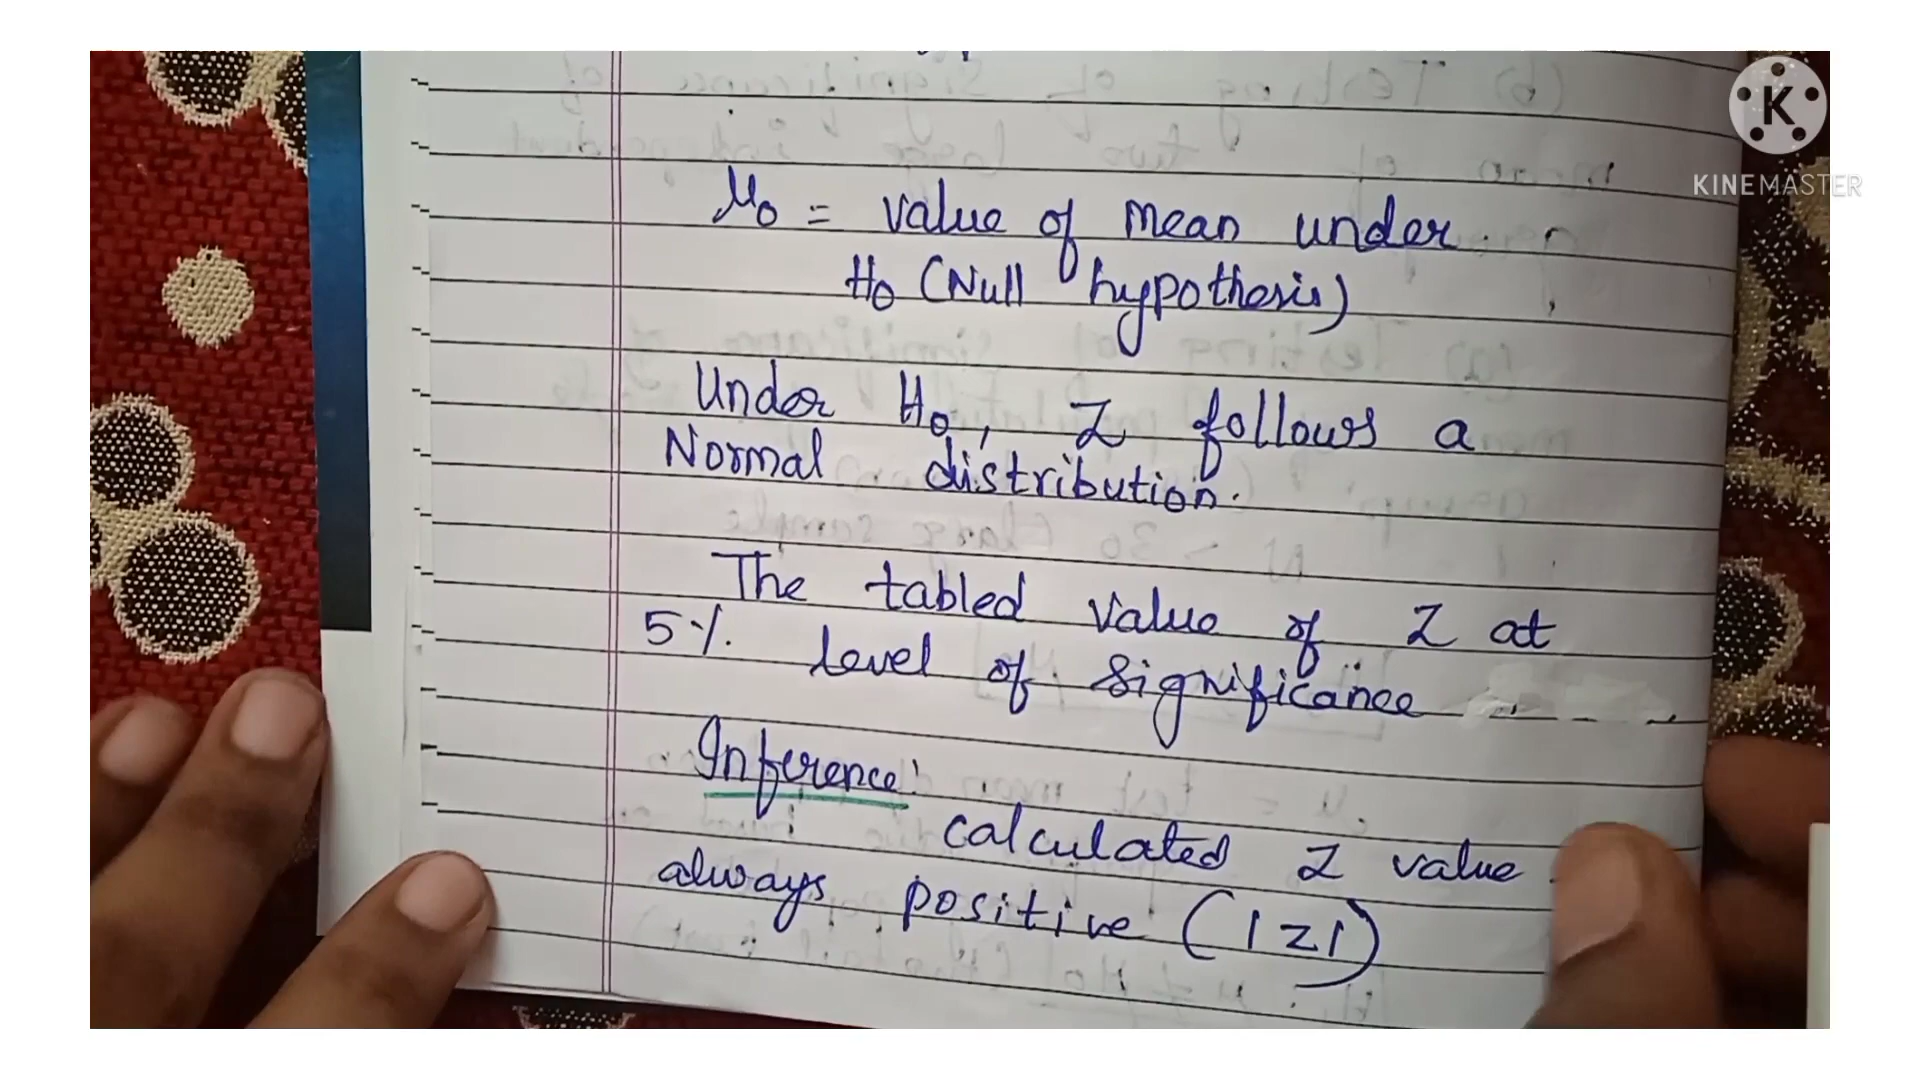 μ₀ = value of mean under
H₀ (Null hypothesis)
Under H₀, Z follows a
Normal distribution.
The tabled value of Z at
5%. level of significance
Inference:
calculated Z value
always positive (|z|)
K
KINEMASTER